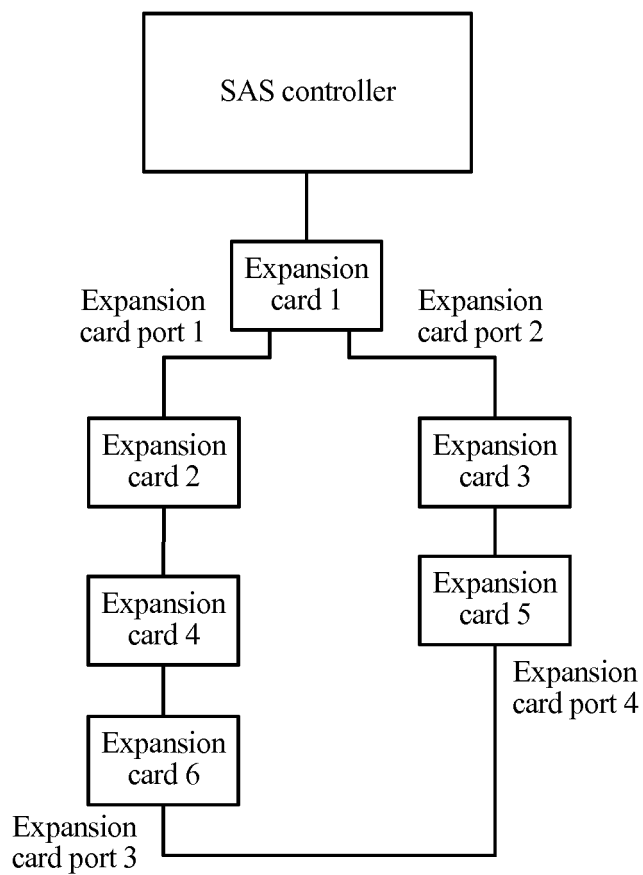 SAS controller
Expansion
card 1
Expansion
card port 1
Expansion
card port 2
Expansion
card 2
Expansion
card 3
Expansion
card 4
Expansion
card 5
Expansion
card port 4
Expansion
card 6
Expansion
card port 3